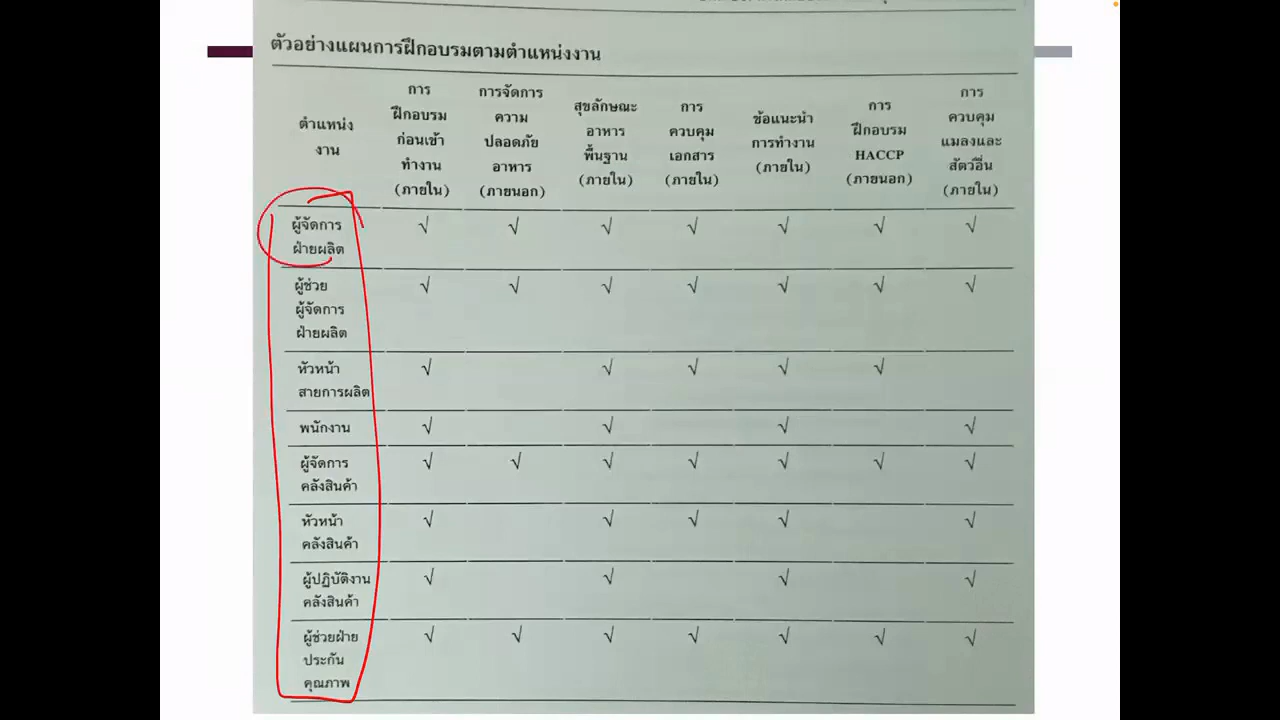 ตัวอย่างแผนการฝึกอบรมตามตำแหน่งงาน
ตำแหน่ง
งาน
การ
ฝึกอบรม
ก่อนเข้า
ทำงาน
(ภายใน)
การจัดการ
ความ
ปลอดภัย
อาหาร
(ภายนอก)
สุขลักษณะ
อาหาร
พื้นฐาน
(ภายใน)
การ
ควบคุม
เอกสาร
(ภายใน)
ข้อแนะนำ
การทำงาน
(ภายใน)
การ
ฝึกอบรม
HACCP
(ภายนอก)
การ
ควบคุม
แมลงและ
สัตว์อื่น
(ภายใน)
ผู้จัดการ √ √ √ √ √ √ √
ฝ่ายผลิต
ผู้ช่วย √ √ √ √ √ √ √
ผู้จัดการ
ฝ่ายผลิต
หัวหน้า √ √ √ √ √
สายการผลิต
พนักงาน √ √ √ √
ผู้จัดการ √ √ √ √ √ √ √
คลังสินค้า
หัวหน้า √ √ √ √ √
คลังสินค้า
ผู้ปฏิบัติงาน √ √ √ √
คลังสินค้า
ผู้ช่วยฝ่าย √ √ √ √ √ √ √
ประกัน
คุณภาพ